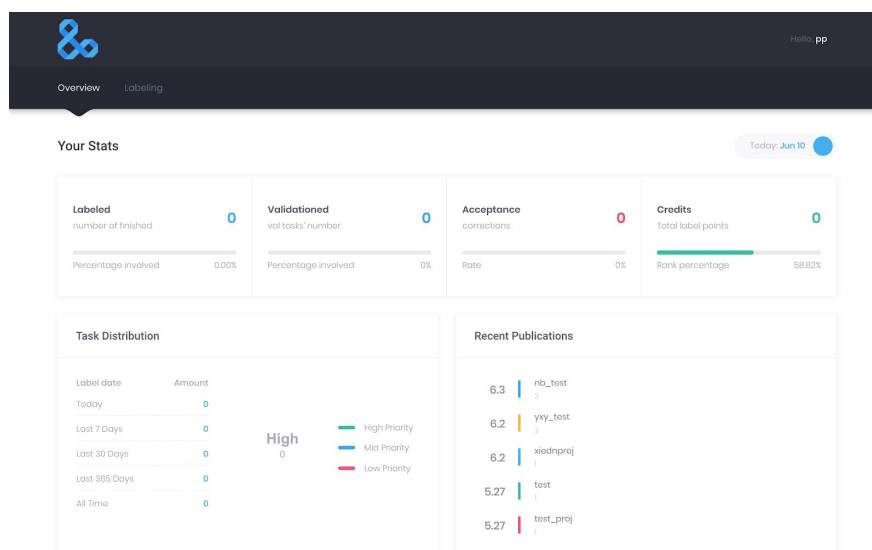 Hello, pp
Overview Labeling
Your Stats
Today: Jun 10
Labeled 0
number of finished
Percentage involved 0.00%
Validationed 0
val tasks' number
Percentage involved 0%
Acceptance 0
corrections
Rate 0%
Credits 0
Total label points
Rank percentage 58.82%
Task Distribution
Label date Amount
Today 0
Last 7 Days 0
Last 30 Days 0
Last 365 Days 0
All Time 0
High
0
High Priority
Mid Priority
Low Priority
Recent Publications
6.3 nb_test
2
6.2 yxy_test
2
6.2 xiednproj
1
5.27 test
1
5.27 test_proj
1